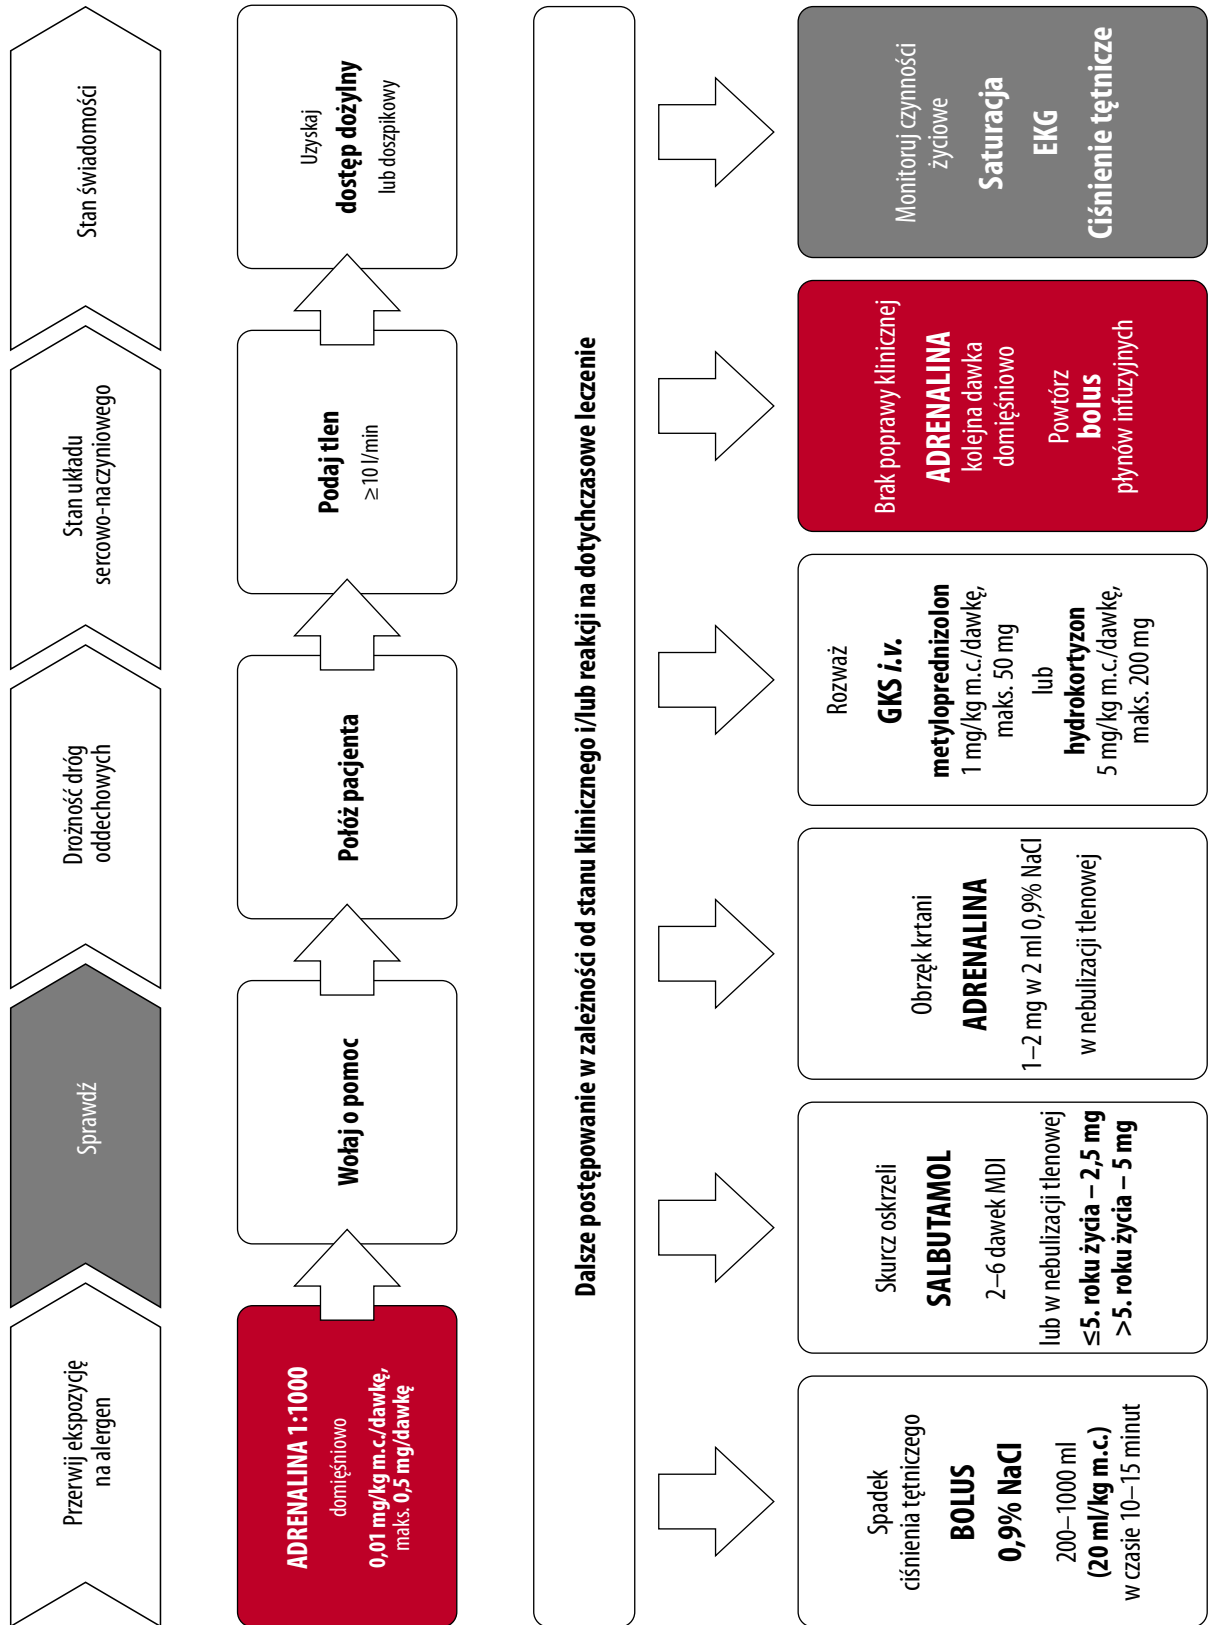 Przerwij ekspozycję
na alergen
Sprawdź
Drożność dróg
oddechowych
Stan układu
sercowo-naczyniowego
Stan świadomości
ADRENALINA 1:1000
domięśniowo
0,01 mg/kg m.c./dawkę,
maks. 0,5 mg/dawkę
Wołaj o pomoc
Połóż pacjenta
Podaj tlen
≥10 l/min
Uzyskaj
dostęp dożylny
lub doszpikowy
Dalsze postępowanie w zależności od stanu klinicznego i/lub reakcji na dotychczasowe leczenie
Spadek
ciśnienia tętniczego
BOLUS
0,9% NaCl
200–1000 ml
(20 ml/kg m.c.)
w czasie 10–15 minut
Skurcz oskrzeli
SALBUTAMOL
2–6 dawek MDI
lub w nebulizacji tlenowej
≤5. roku życia – 2,5 mg
>5. roku życia – 5 mg
Obrzęk krtani
ADRENALINA
1–2 mg w 2 ml 0,9% NaCl
w nebulizacji tlenowej
Rozważ
GKS i.v.
metyloprednizolon
1 mg/kg m.c./dawkę,
maks. 50 mg
lub
hydrokortyzon
5 mg/kg m.c./dawkę,
maks. 200 mg
Brak poprawy klinicznej
ADRENALINA
kolejna dawka
domięśniowo
Powtórz
bolus
płynów infuzyjnych
Monitoruj czynności
życiowe
Saturacja
EKG
Ciśnienie tętnicze